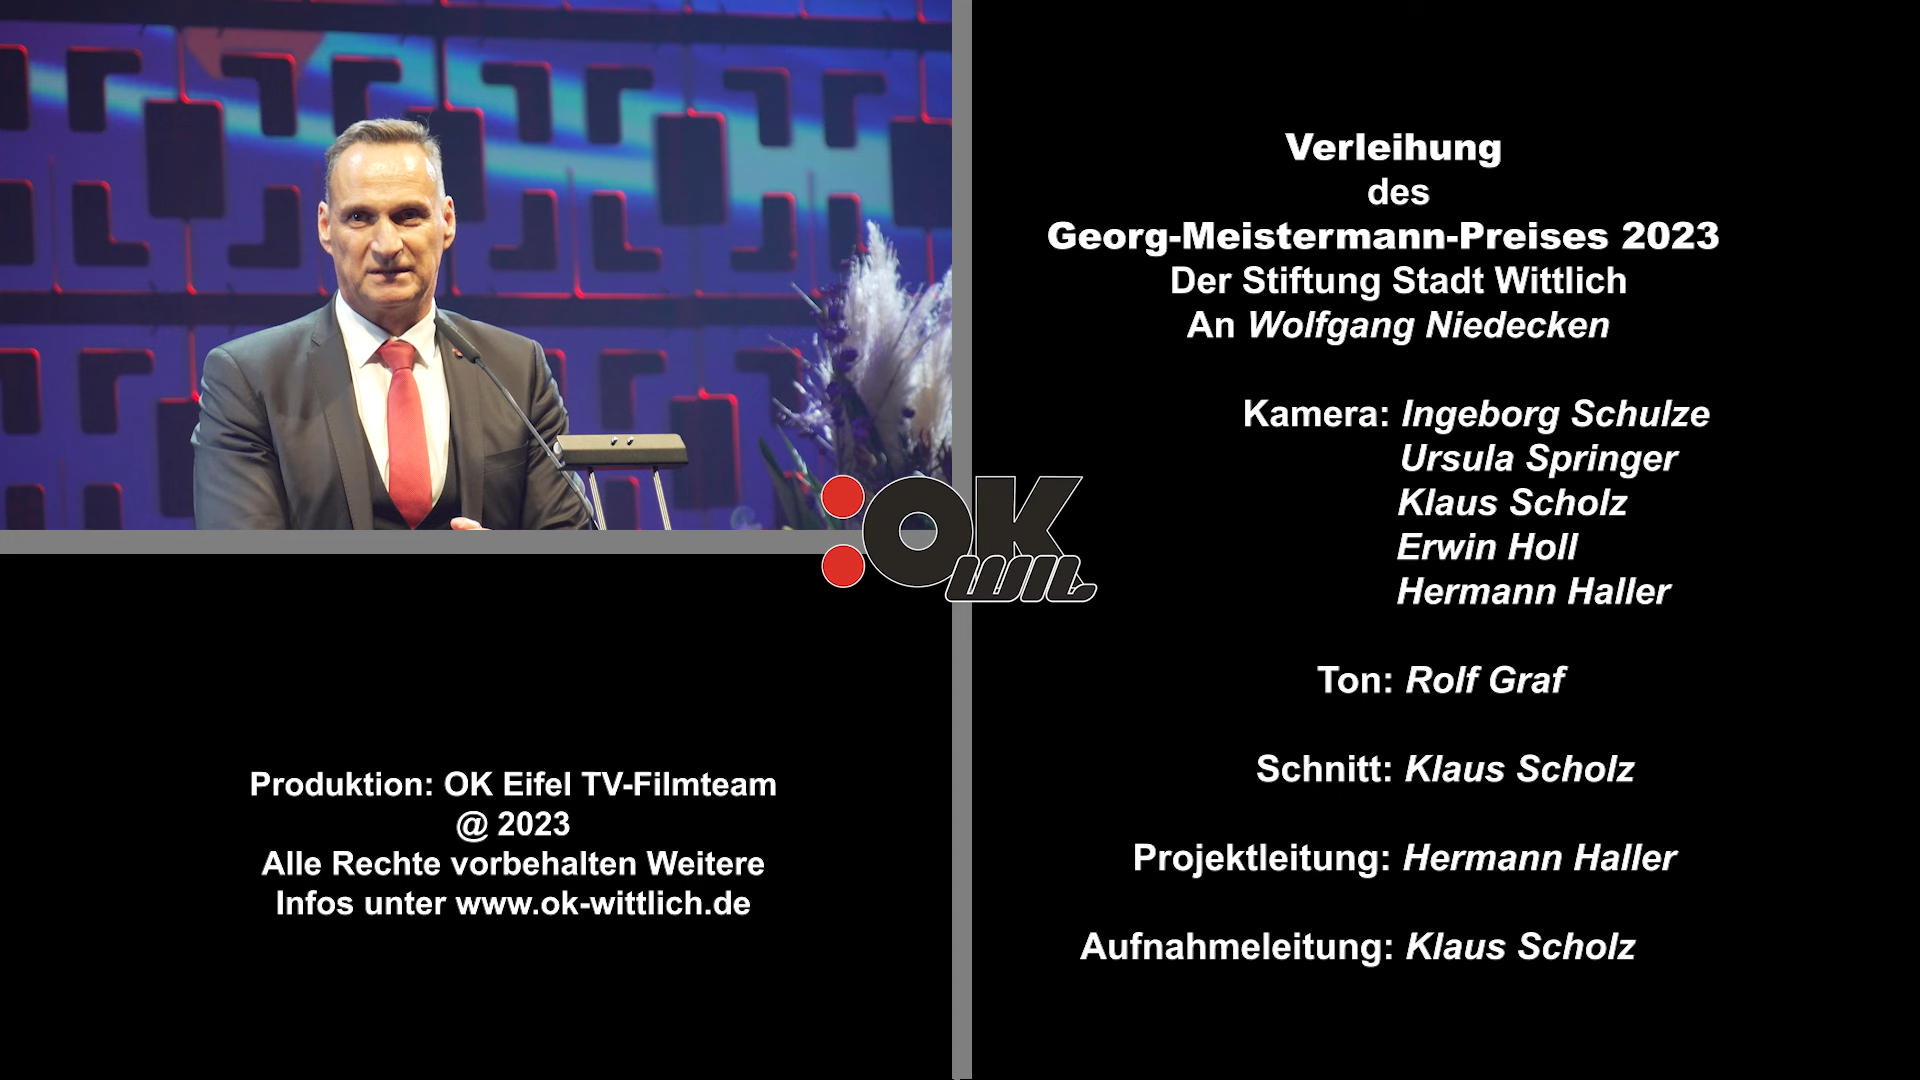 Verleihung
des
Georg-Meistermann-Preises 2023
Der Stiftung Stadt Wittlich
An Wolfgang Niedecken
Kamera: Ingeborg Schulze
Ursula Springer
Klaus Scholz
Erwin Holl
Hermann Haller
Ton: Rolf Graf
Schnitt: Klaus Scholz
Projektleitung: Hermann Haller
Aufnahmeleitung: Klaus Scholz
:OK
WIL
Produktion: OK Eifel TV-Filmteam
@ 2023
Alle Rechte vorbehalten Weitere
Infos unter www.ok-wittlich.de